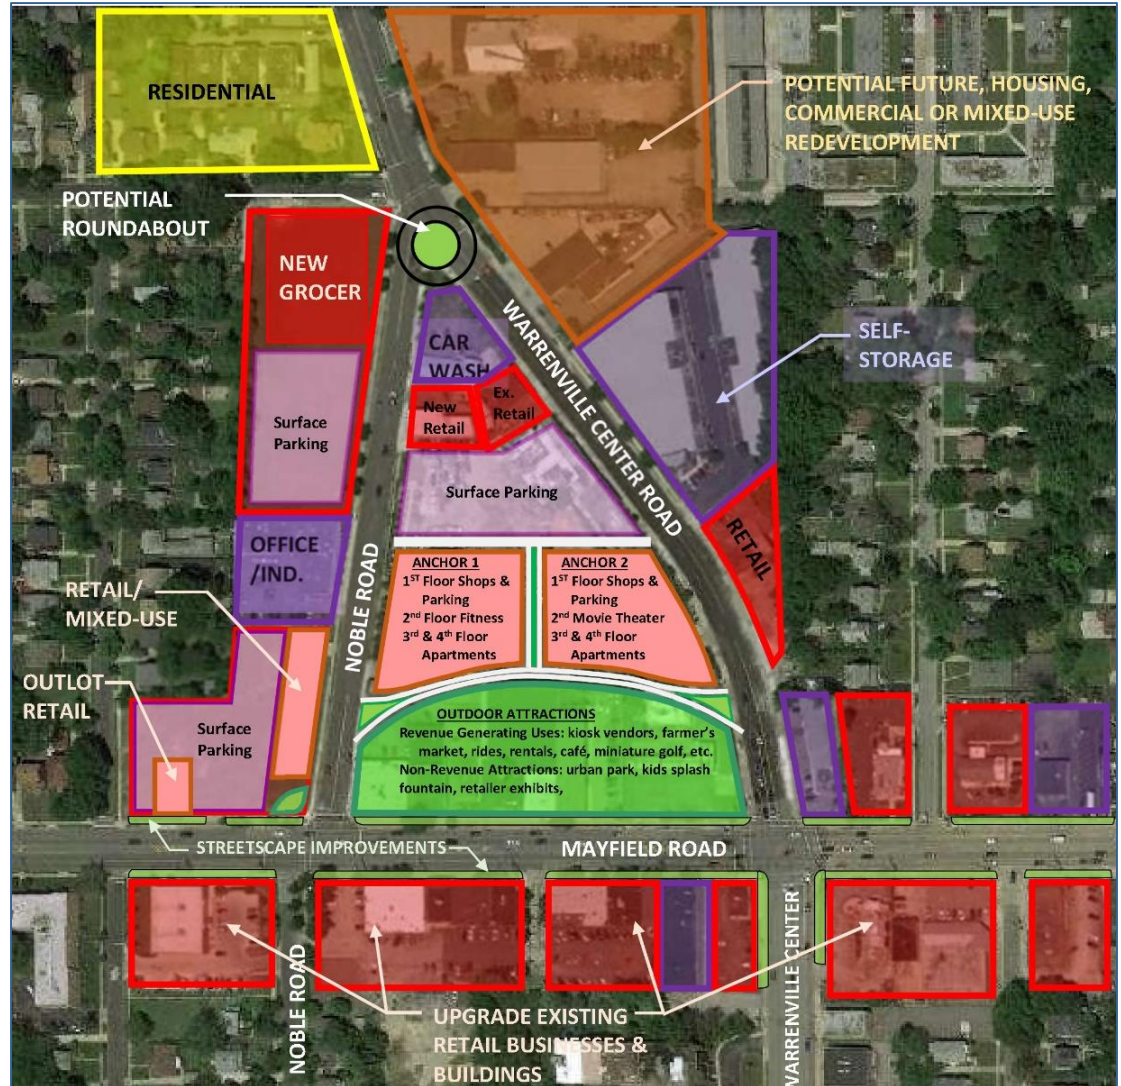 RESIDENTIAL
POTENTIAL FUTURE, HOUSING,
COMMERCIAL OR MIXED-USE
REDEVELOPMENT
POTENTIAL
ROUNDABOUT
NEW
GROCER
CAR
WASH
WARRENVILLE CENTER ROAD
SELF-
STORAGE
New
Retail
Ex.
Retail
Surface
Parking
Surface Parking
OFFICE
/IND.
NOBLE ROAD
RETAIL
ANCHOR 1
1ST Floor Shops &
Parking
2nd Floor Fitness
3rd & 4th Floor
Apartments
ANCHOR 2
1ST Floor Shops &
Parking
2nd Movie Theater
3rd & 4th Floor
Apartments
RETAIL/
MIXED-USE
OUTLOT
RETAIL
Surface
Parking
OUTDOOR ATTRACTIONS
Revenue Generating Uses: kiosk vendors, farmer's
market, rides, rentals, café, miniature golf, etc.
Non-Revenue Attractions: urban park, kids splash
fountain, retailer exhibits,
STREETSCAPE IMPROVEMENTS
MAYFIELD ROAD
NOBLE ROAD
WARRENVILLE CENTER
UPGRADE EXISTING
RETAIL BUSINESSES &
BUILDINGS